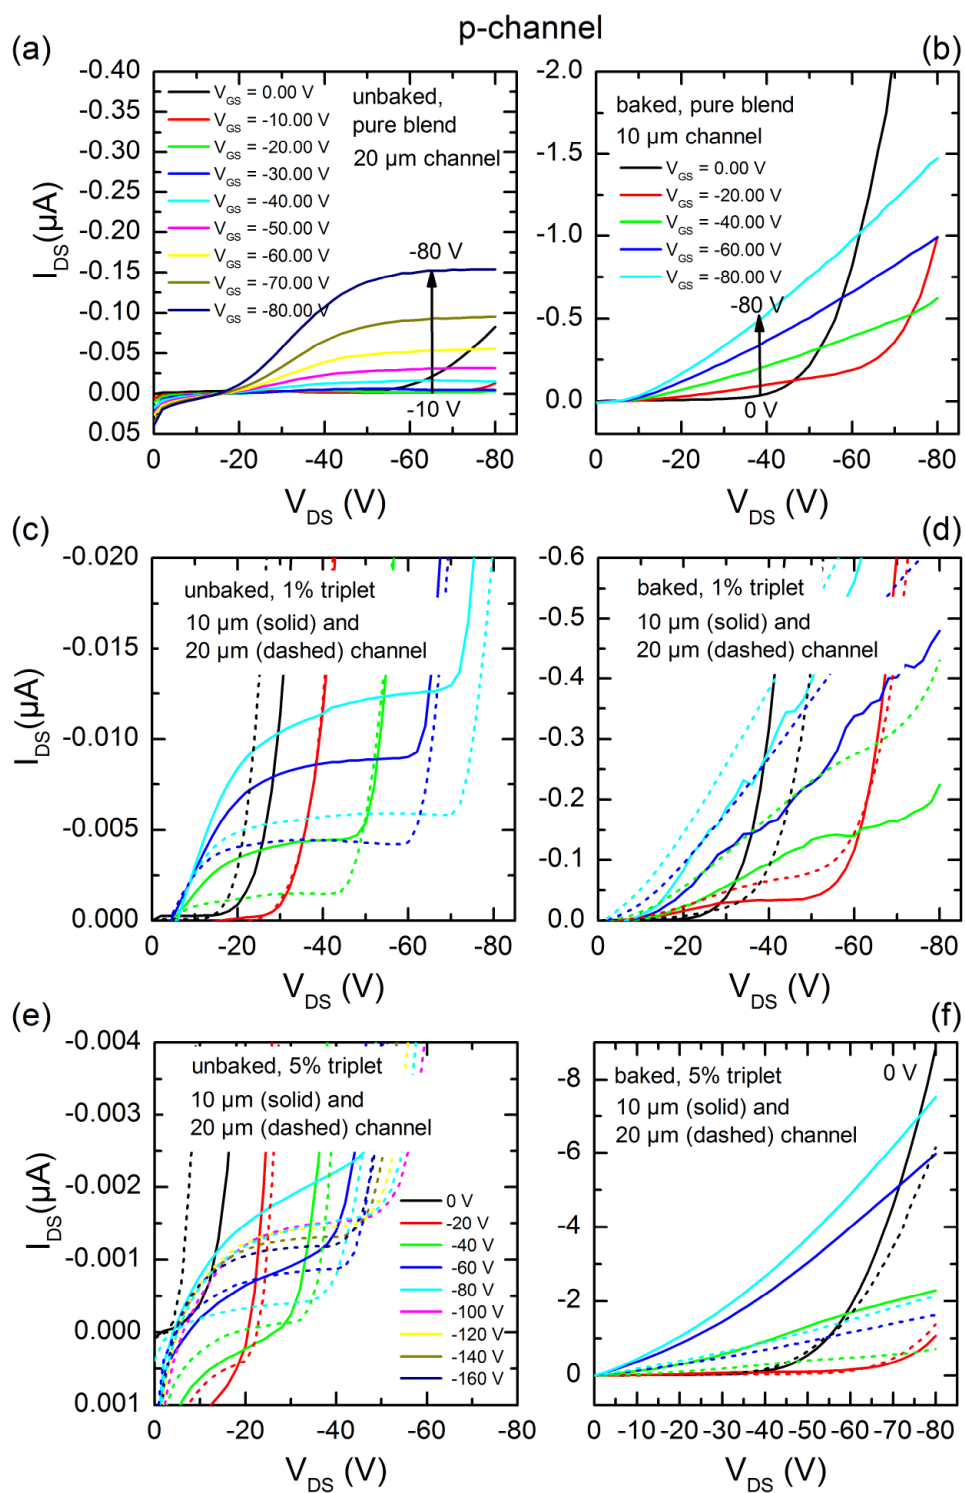 p-channel
(a)
-0.40
-0.35
-0.30
-0.25
-0.20
-0.15
-0.10
-0.05
0.00
0.05
I_DS(µA)
V_GS = 0.00 V
V_GS = -10.00 V
V_GS = -20.00 V
V_GS = -30.00 V
V_GS = -40.00 V
V_GS = -50.00 V
V_GS = -60.00 V
V_GS = -70.00 V
V_GS = -80.00 V
unbaked,
pure blend
20 µm channel
-80 V
-10 V
0 -20 -40 -60 -80
V_DS (V)
(b)
-2.0
-1.5
-1.0
-0.5
0.0
baked, pure blend
10 µm channel
V_GS = 0.00 V
V_GS = -20.00 V
V_GS = -40.00 V
V_GS = -60.00 V
V_GS = -80.00 V
-80 V
0 V
0 -20 -40 -60 -80
V_DS (V)
(c)
-0.020
-0.015
-0.010
-0.005
0.000
I_DS(µA)
unbaked, 1% triplet
10 µm (solid) and
20 µm (dashed) channel
0 -20 -40 -60 -80
V_DS (V)
(d)
-0.6
-0.5
-0.4
-0.3
-0.2
-0.1
0.0
baked, 1% triplet
10 µm (solid) and
20 µm (dashed) channel
0 -20 -40 -60 -80
V_DS (V)
(e)
-0.004
-0.003
-0.002
-0.001
0.000
0.001
I_DS(µA)
unbaked, 5% triplet
10 µm (solid) and
20 µm (dashed) channel
0 V
-20 V
-40 V
-60 V
-80 V
-100 V
-120 V
-140 V
-160 V
0 -20 -40 -60 -80
V_DS (V)
(f)
-8
-6
-4
-2
0
baked, 5% triplet
10 µm (solid) and
20 µm (dashed) channel
0 V
0 -10 -20 -30 -40 -50 -60 -70 -80
V_DS (V)